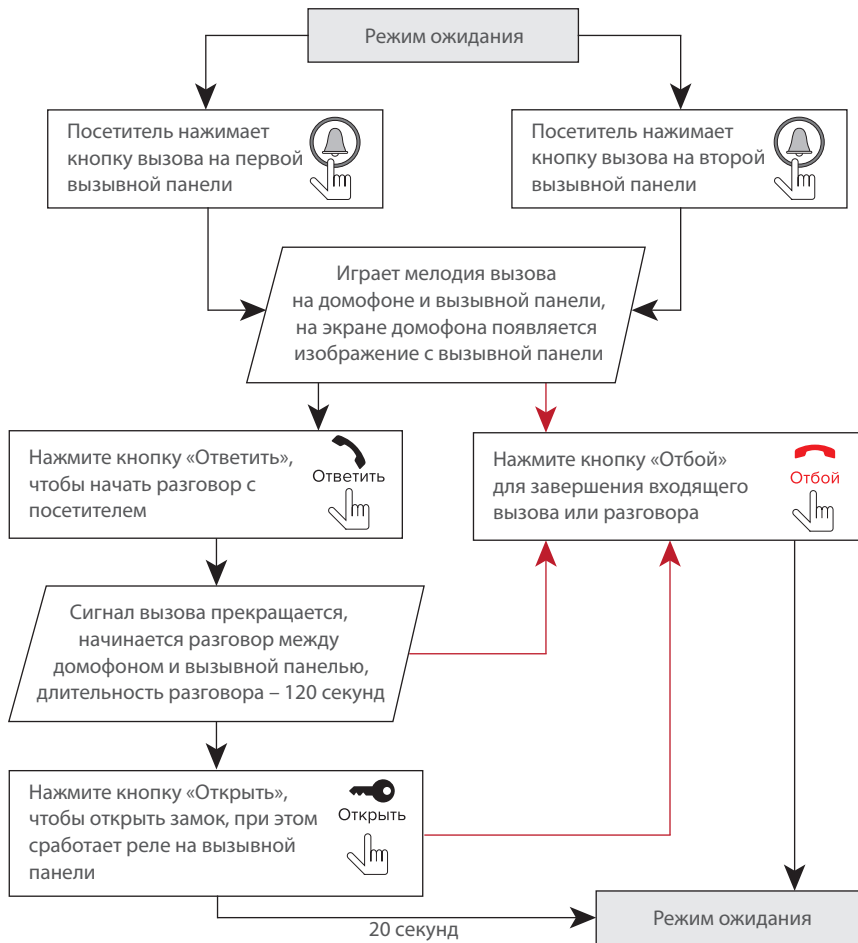 Режим ожидания
Посетитель нажимает
кнопку вызова на первой
вызывной панели
Посетитель нажимает
кнопку вызова на второй
вызывной панели
Играет мелодия вызова
на домофоне и вызывной панели,
на экране домофона появляется
изображение с вызывной панели
Нажмите кнопку «Ответить»,
чтобы начать разговор с
посетителем
Ответить
Нажмите кнопку «Отбой»
для завершения входящего
вызова или разговора
Отбой
Сигнал вызова прекращается,
начинается разговор между
домофоном и вызывной панелью,
длительность разговора – 120 секунд
Нажмите кнопку «Открыть»,
чтобы открыть замок, при этом
сработает реле на вызывной
панели
Открыть
20 секунд
Режим ожидания